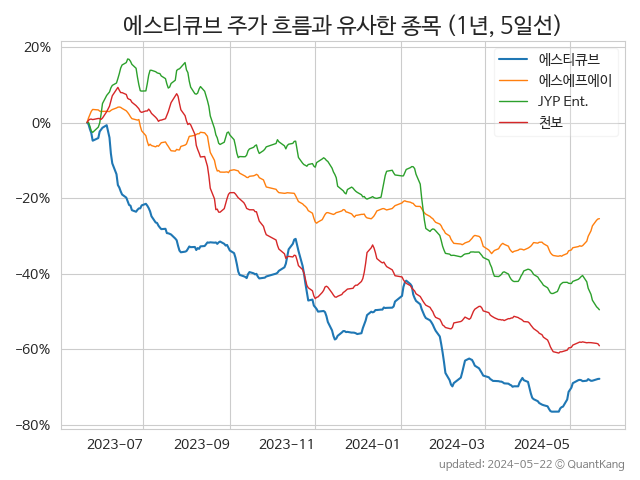 에스티큐브 주가 흐름과 유사한 종목 (1년, 5일선)
20%
0%
−20%
−40%
−60%
−80%
에스티큐브
에스에프에이
JYP Ent.
천보
2023-07
2023-09
2023-11
2024-01
2024-03
2024-05
updated: 2024-05-22 © QuantKang